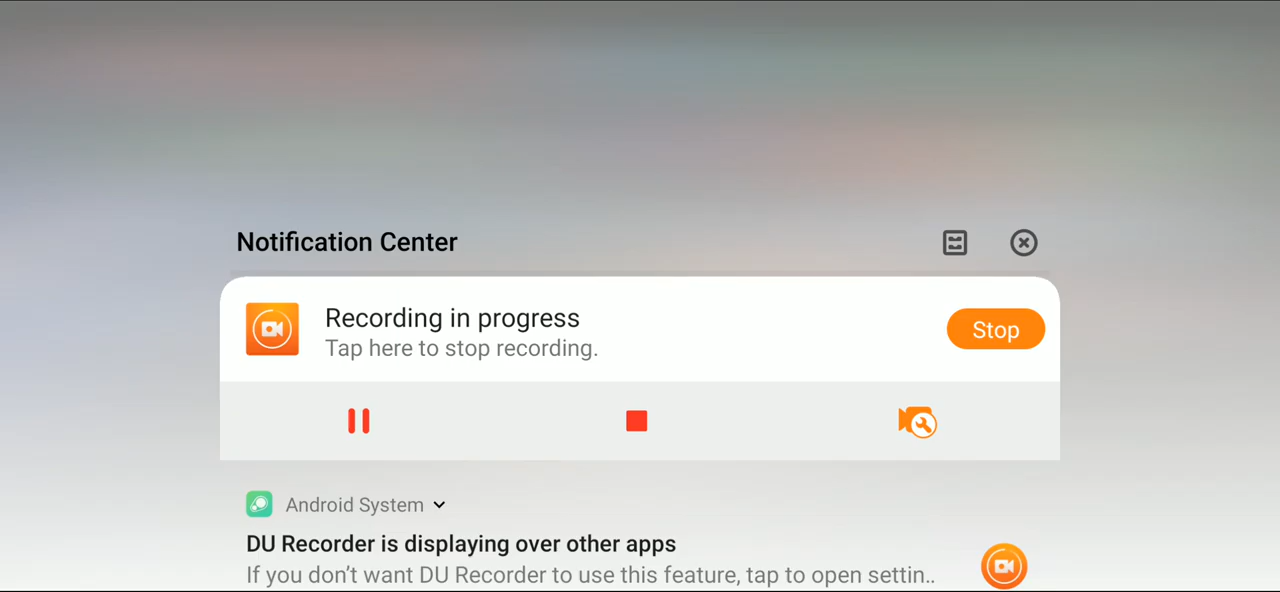 Notification Center
Recording in progress
Tap here to stop recording.
Stop
Android System
DU Recorder is displaying over other apps
If you don't want DU Recorder to use this feature, tap to open settin..